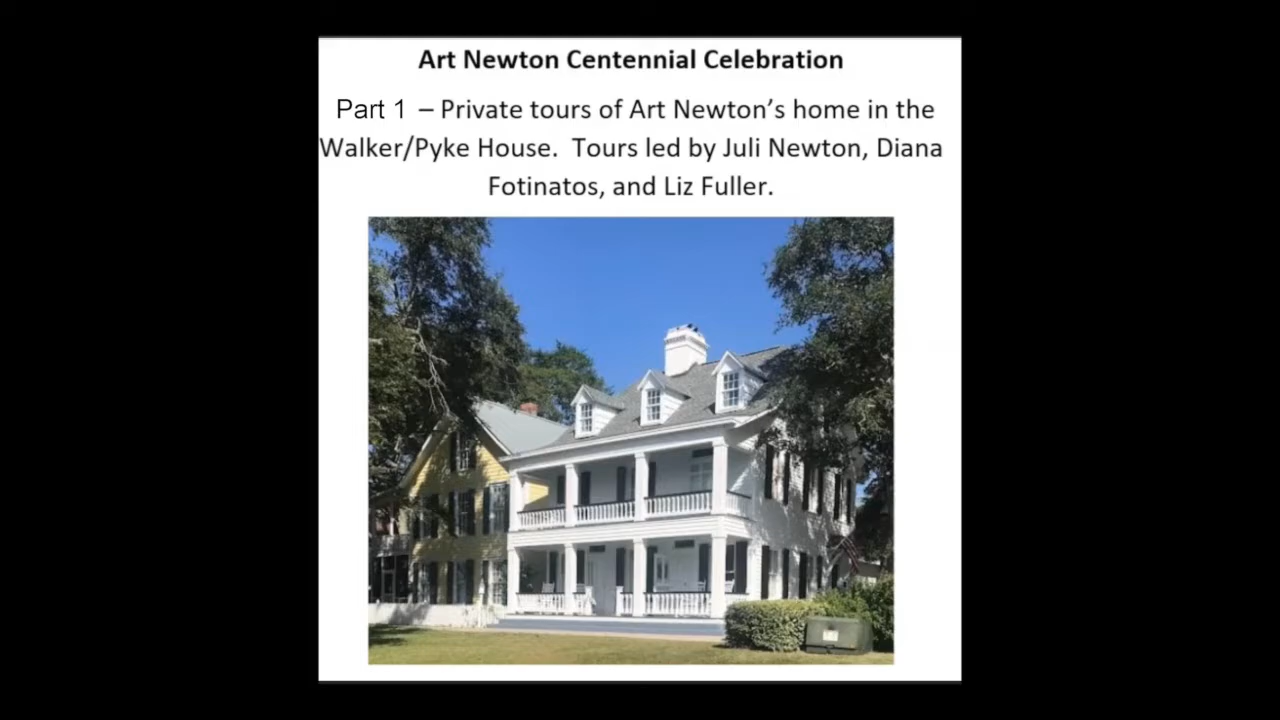 Art Newton Centennial Celebration
Part 1 – Private tours of Art Newton’s home in the
Walker/Pyke House.  Tours led by Juli Newton, Diana
Fotinatos, and Liz Fuller.